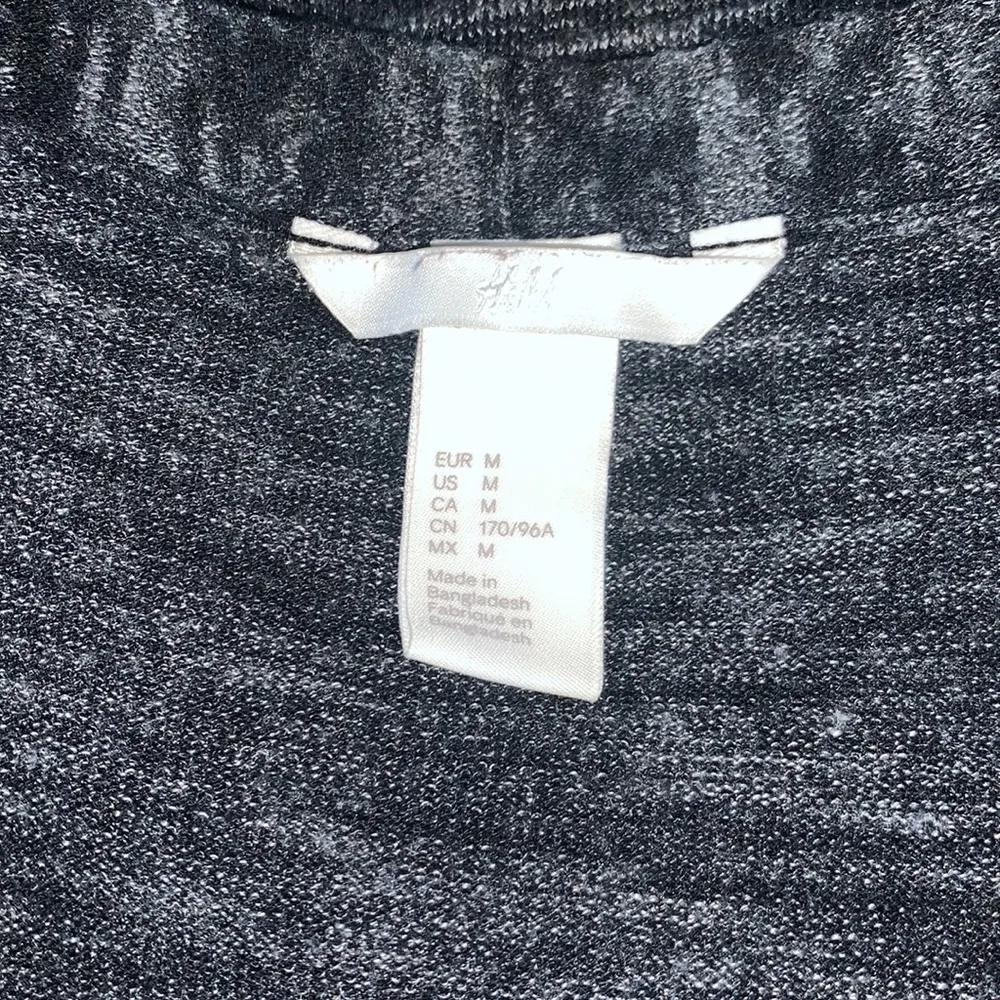 H&M
EUR M
US M
CA M
CN 170/96A
MX M
Made in
Bangladesh
Fabriqué en
Bangladesh